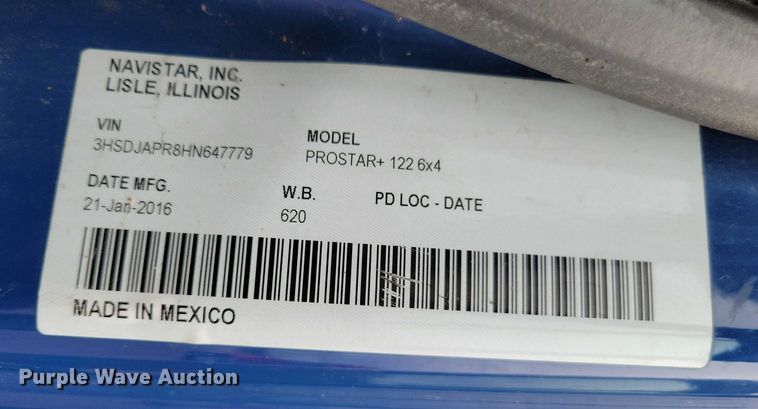 NAVISTAR, INC.
LISLE, ILLINOIS
VIN
3HSDJAPR8HN647779
MODEL
PROSTAR+ 122 6x4
DATE MFG.
21-Jan-2016
W.B.
620
PD LOC - DATE
MADE IN MEXICO
Purple Wave Auction